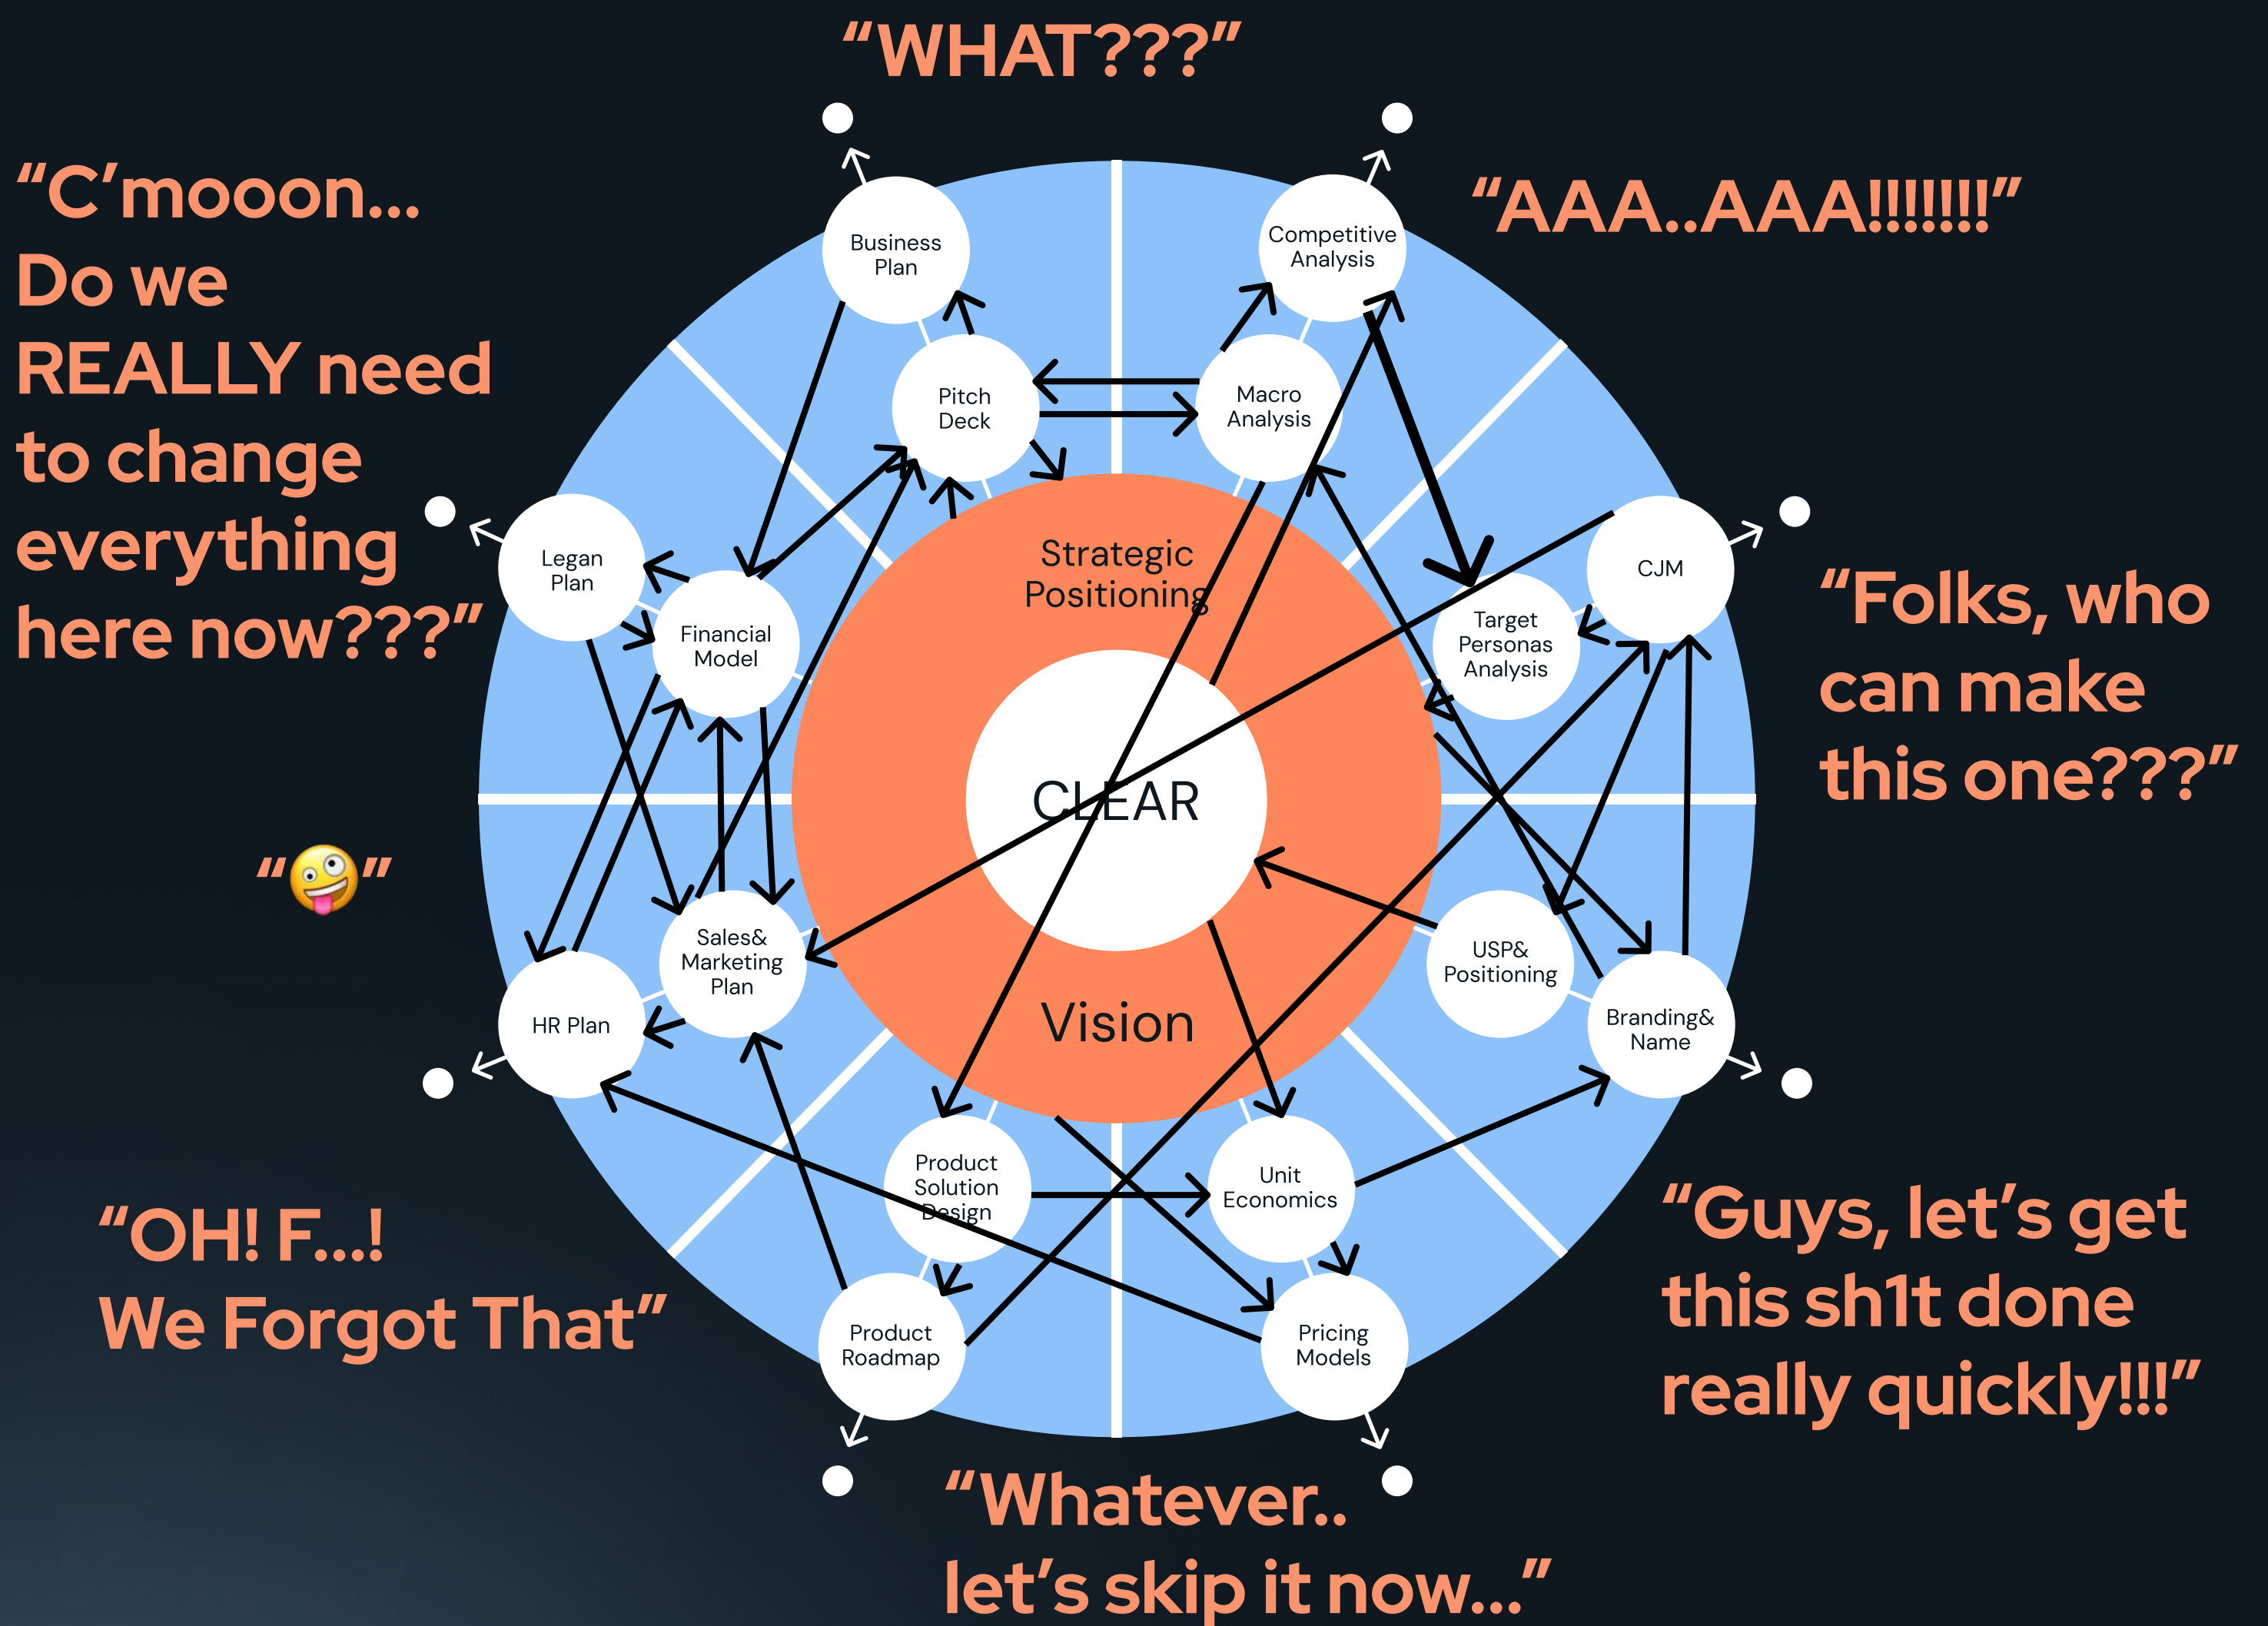 “WHAT???”
“C’mooon...
Do we
REALLY need
to change
everything
here now???”
“AAA..AAA!!!!!!!”
Business
Plan
Competitive
Analysis
Pitch
Deck
Macro
Analysis
Legan
Plan
Financial
Model
Strategic
Positioning
CJM
Target
Personas
Analysis
“Folks, who
can make
this one???”
CLEAR
“🤪”
Sales&
Marketing
Plan
HR Plan
Vision
USP&
Positioning
Branding&
Name
Product
Solution
Design
Unit
Economics
Product
Roadmap
Pricing
Models
“OH! F...!
We Forgot That”
“Guys, let’s get
this sh1t done
really quickly!!!”
“Whatever..
let’s skip it now...”